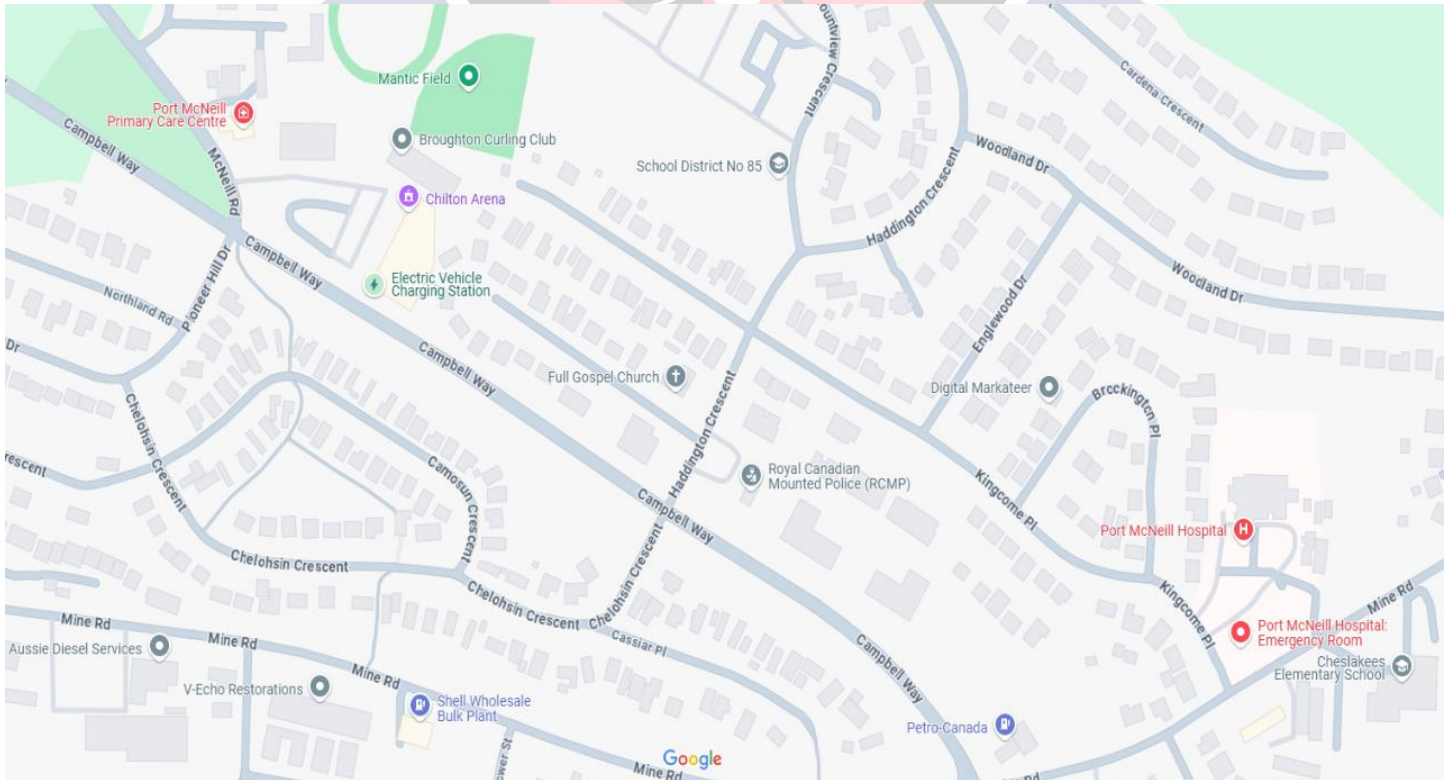 ountview Crescent
Cardena Crescent
Mantic Field
Port McNeill
Primary Care Centre
Campbell Way
McNeill Rd
Broughton Curling Club
School District No 85
Woodland Dr
Chilton Arena
Haddington Crescent
Campbell Way
Electric Vehicle
Charging Station
Northland Rd
Pioneer Hill Dr
Woodland Dr
Englewood Dr
Dr
Campbell Way
Full Gospel Church
Haddington Crescent
Digital Markateer
Brockington Pl
Chelohsin Crescent
rescent
Camosun Crescent
Royal Canadian
Mounted Police (RCMP)
Kingcome Pl
Campbell Way
Port McNeill Hospital
Chelohsin Crescent
Chelohsin Crescent
Chelohsin Crescent
Kingcome Pl
Mine Rd
Cassiar Pl
Mine Rd
Mine Rd
Aussie Diesel Services
Port McNeill Hospital:
Emergency Room
Campbell Way
Cheslakees
Elementary School
Mine Rd
V-Echo Restorations
Shell Wholesale
Bulk Plant
Petro-Canada
ower St
Google
Mine Rd